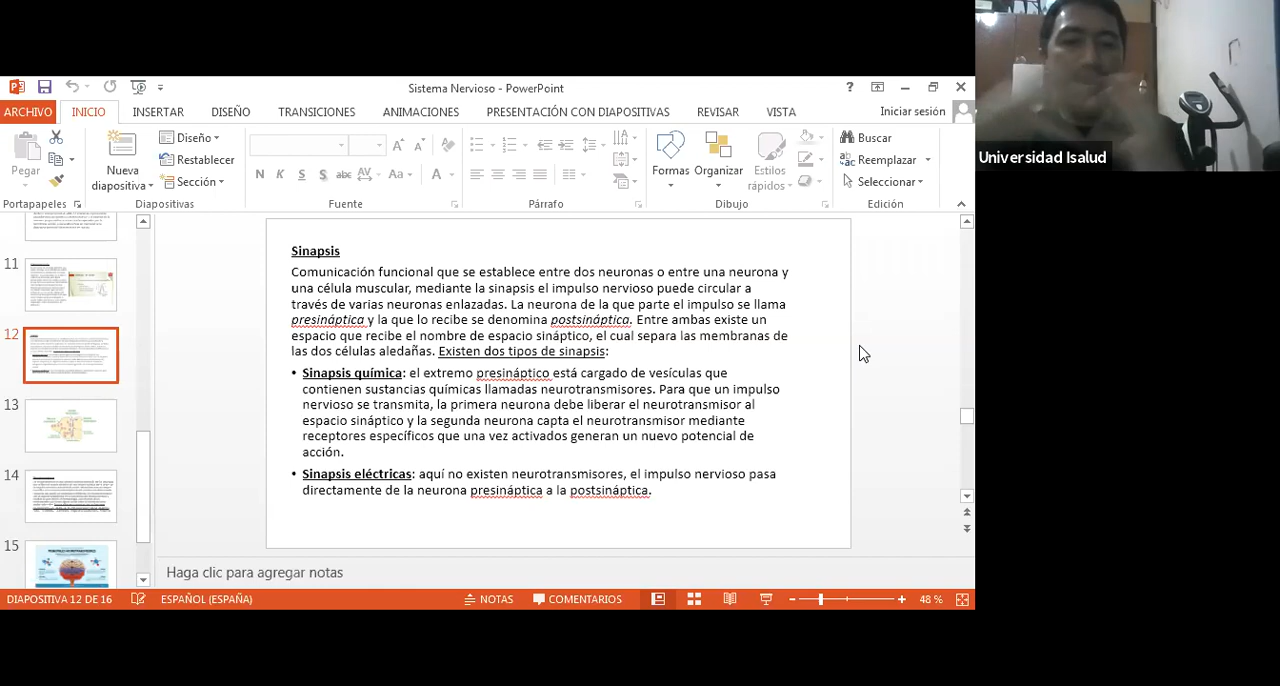 Sistema Nervioso - PowerPoint
ARCHIVO INICIO INSERTAR DISEÑO TRANSICIONES ANIMACIONES PRESENTACIÓN CON DIAPOSITIVAS REVISAR VISTA Iniciar sesión
Pegar
Nueva diapositiva
Diseño
Restablecer
Sección
N K S S abc AV Aa A
Formas
Organizar
Estilos rápidos
Buscar
Reemplazar
Seleccionar
Portapapeles Diapositivas Fuente Párrafo Dibujo Edición
Universidad Isalud
11
12
13
14
15
Sinapsis
Comunicación funcional que se establece entre dos neuronas o entre una neurona y
una célula muscular, mediante la sinapsis el impulso nervioso puede circular a
través de varias neuronas enlazadas. La neurona de la que parte el impulso se llama
presináptica y la que lo recibe se denomina postsináptica. Entre ambas existe un
espacio que recibe el nombre de espacio sináptico, el cual separa las membranas de
las dos células aledañas. Existen dos tipos de sinapsis:
• Sinapsis química: el extremo presináptico está cargado de vesículas que
contienen sustancias químicas llamadas neurotransmisores. Para que un impulso
nervioso se transmita, la primera neurona debe liberar el neurotransmisor al
espacio sináptico y la segunda neurona capta el neurotransmisor mediante
receptores específicos que una vez activados generan un nuevo potencial de
acción.
• Sinapsis eléctricas: aquí no existen neurotransmisores, el impulso nervioso pasa
directamente de la neurona presináptica a la postsináptica.
Haga clic para agregar notas
DIAPOSITIVA 12 DE 16 ESPAÑOL (ESPAÑA) NOTAS COMENTARIOS 48 %